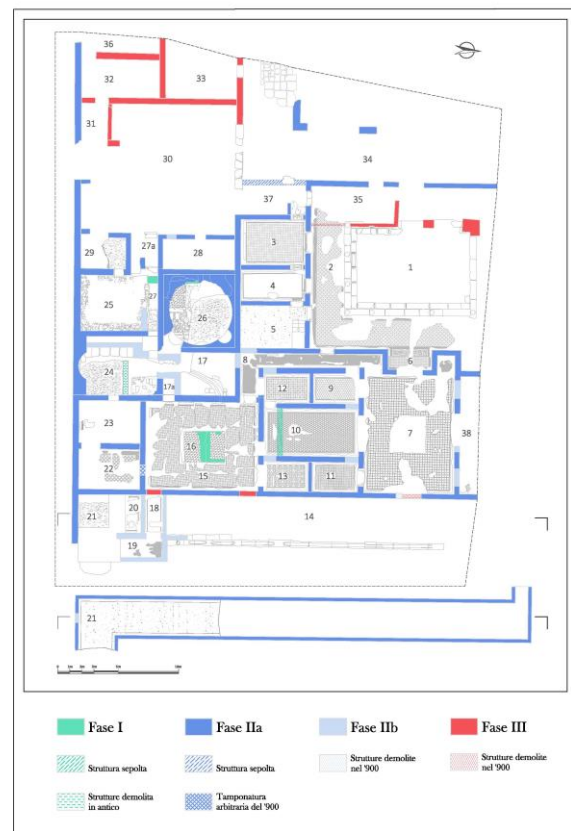 36
32
33
31
30
34
37
35
29
27a
28
3
2
1
4
25
27
26
5
24
17
8
6
17a
12
9
7
23
16
10
38
22
15
13
11
21
20
18
14
19
21
Fase I
Fase IIa
Fase IIb
Fase III
Struttura sepolta
Struttura sepolta
Strutture demolite
nel '900
Strutture demolite
nel '900
Strutture demolita
in antico
Tamponatura
arbitraria del '900